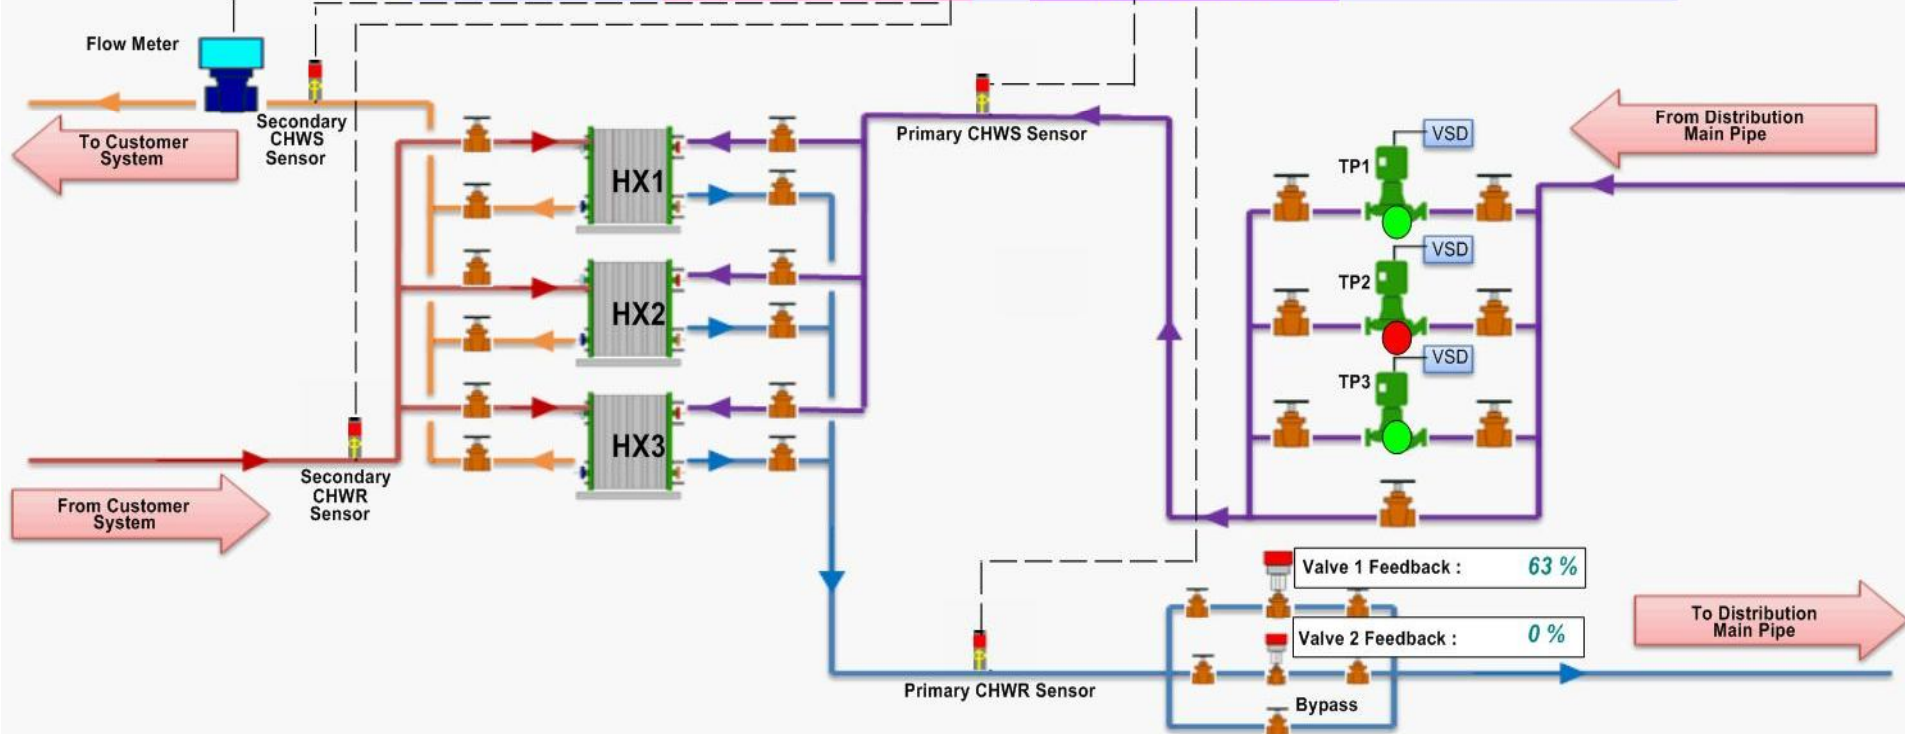 Flow Meter
Secondary
CHWS
Sensor
To Customer
System
HX1
Primary CHWS Sensor
TP1
VSD
From Distribution
Main Pipe
HX2
TP2
VSD
HX3
TP3
VSD
Secondary
CHWR
Sensor
From Customer
System
Valve 1 Feedback :
63 %
Valve 2 Feedback :
0 %
To Distribution
Main Pipe
Primary CHWR Sensor
Bypass